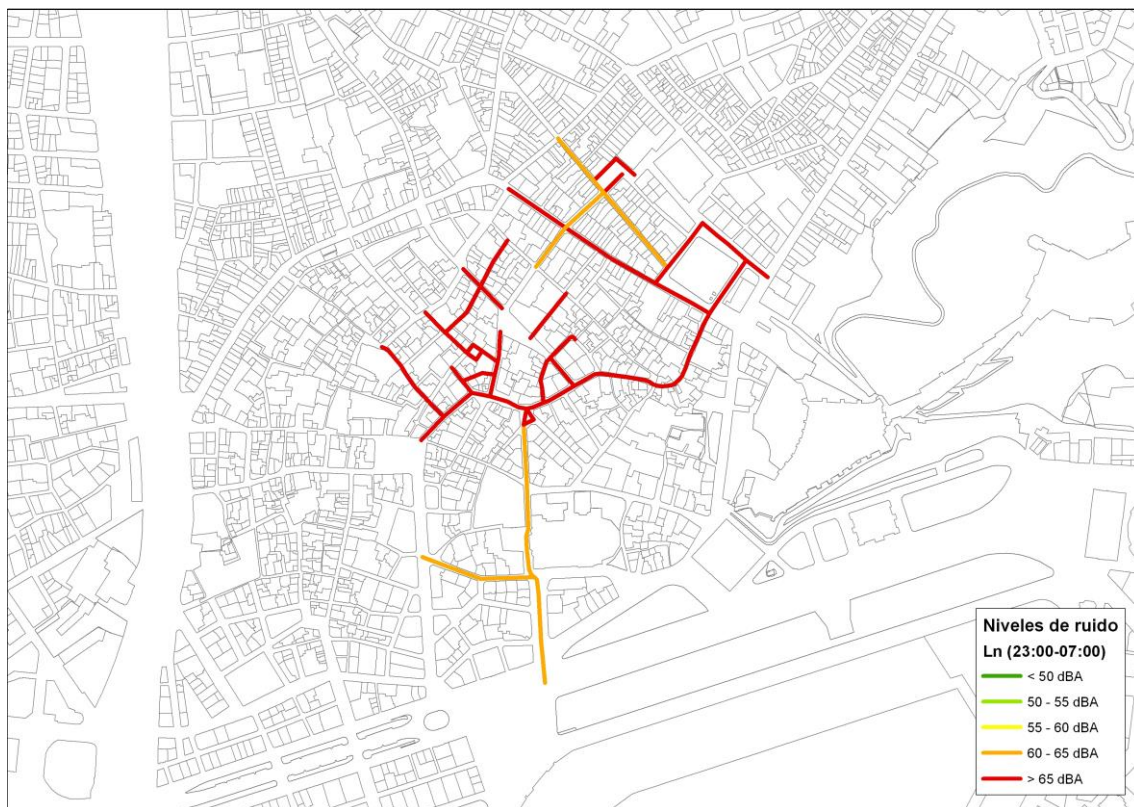 Niveles de ruido
Ln (23:00-07:00)
< 50 dBA
50 - 55 dBA
55 - 60 dBA
60 - 65 dBA
> 65 dBA